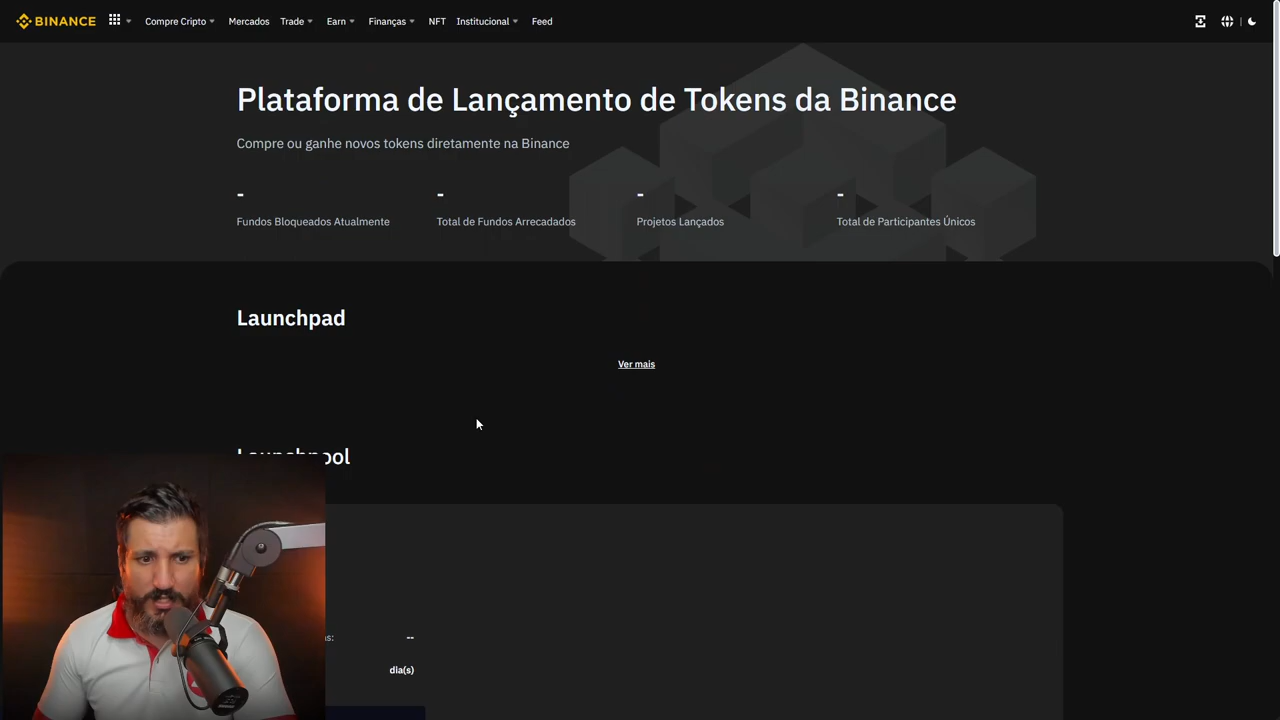 BINANCE
Compre Cripto
Mercados
Trade
Earn
Finanças
NFT
Institucional
Feed
Plataforma de Lançamento de Tokens da Binance
Compre ou ganhe novos tokens diretamente na Binance
- - - -
Fundos Bloqueados Atualmente
Total de Fundos Arrecadados
Projetos Lançados
Total de Participantes Únicos
Launchpad
Ver mais
Launchpool
as: --
dia(s)